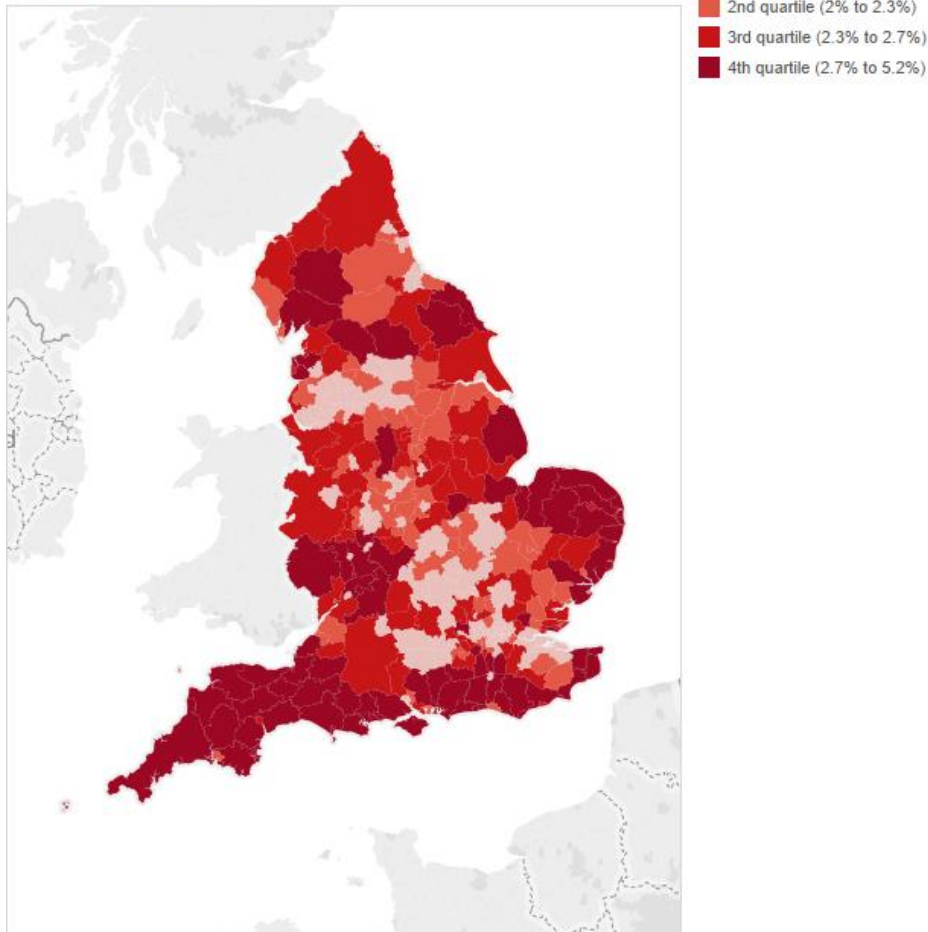 2nd quartile (2% to 2.3%)
3rd quartile (2.3% to 2.7%)
4th quartile (2.7% to 5.2%)